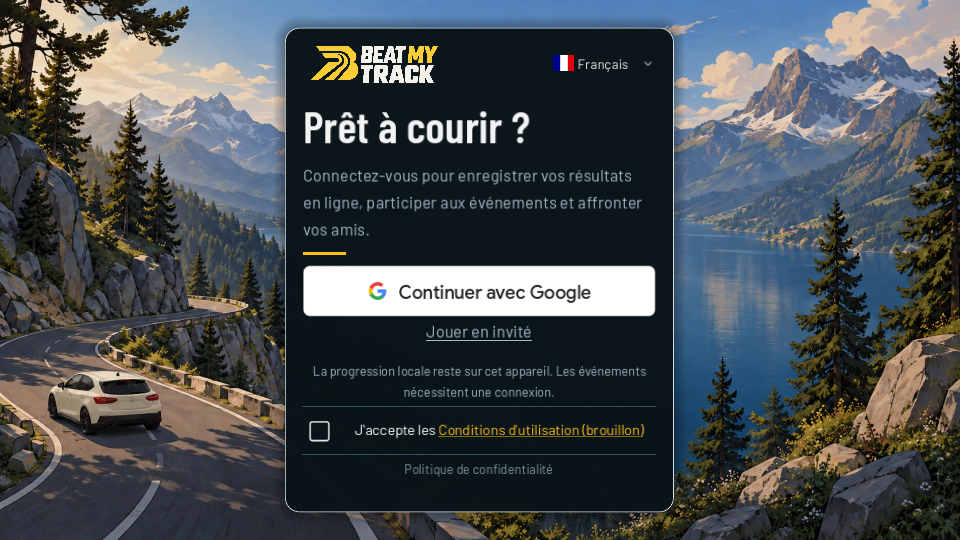 BEAT MY
TRACK
Français
Prêt à courir ?
Connectez-vous pour enregistrer vos résultats
en ligne, participer aux événements et affronter
vos amis.
Continuer avec Google
Jouer en invité
La progression locale reste sur cet appareil. Les événements
nécessitent une connexion.
J'accepte les Conditions d'utilisation (brouillon)
Politique de confidentialité